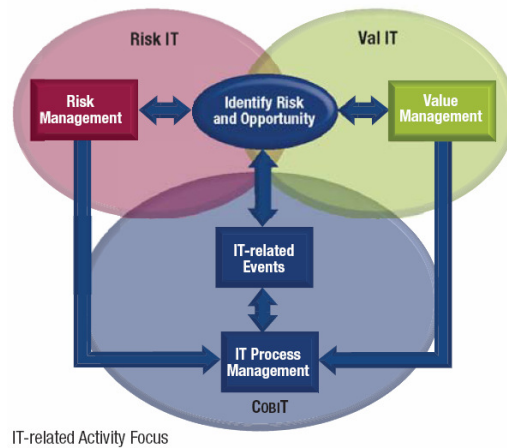 Risk IT
Val IT
Risk
Management
Identify Risk
and Opportunity
Value
Management
IT-related
Events
IT Process
Management
COBIT
IT-related Activity Focus